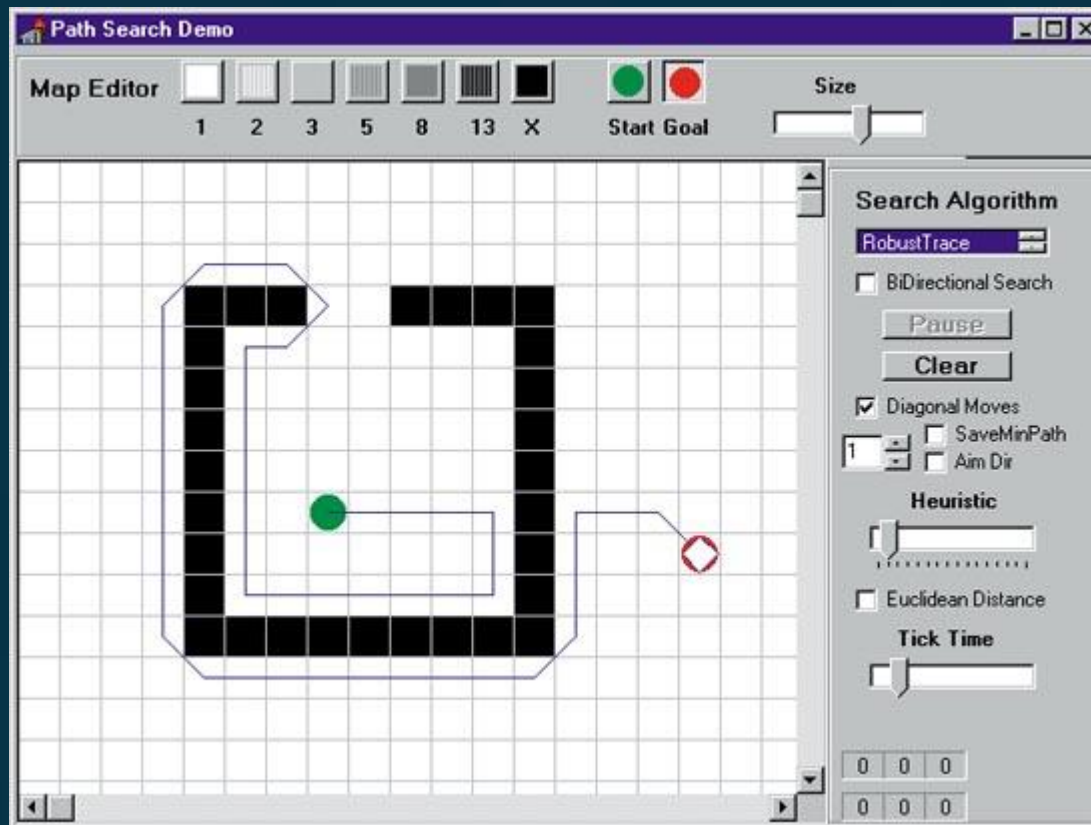 Path Search Demo
Map Editor
1 2 3 5 8 13 X
Start Goal
Size
Search Algorithm
RobustTrace
BiDirectional Search
Pause
Clear
Diagonal Moves
1
SaveMinPath
Aim Dir
Heuristic
Euclidean Distance
Tick Time
0 0 0
0 0 0